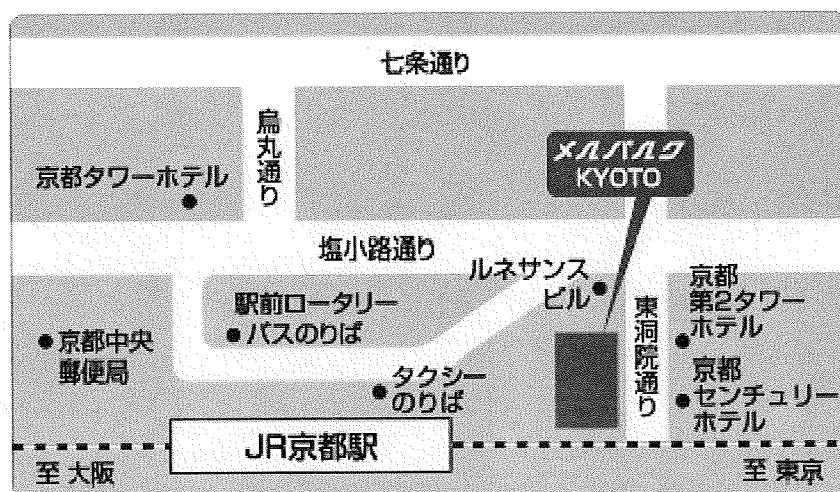 七条通り
烏丸通り
メルパルク
KYOTO
京都タワーホテル
塩小路通り
ルネサンス
ビル
京都
第2タワー
ホテル
駅前ロータリー
バスのりば
東洞院通り
京都中央
郵便局
タクシー
のりば
京都
センチュリー
ホテル
JR京都駅
至 大阪
至 東京